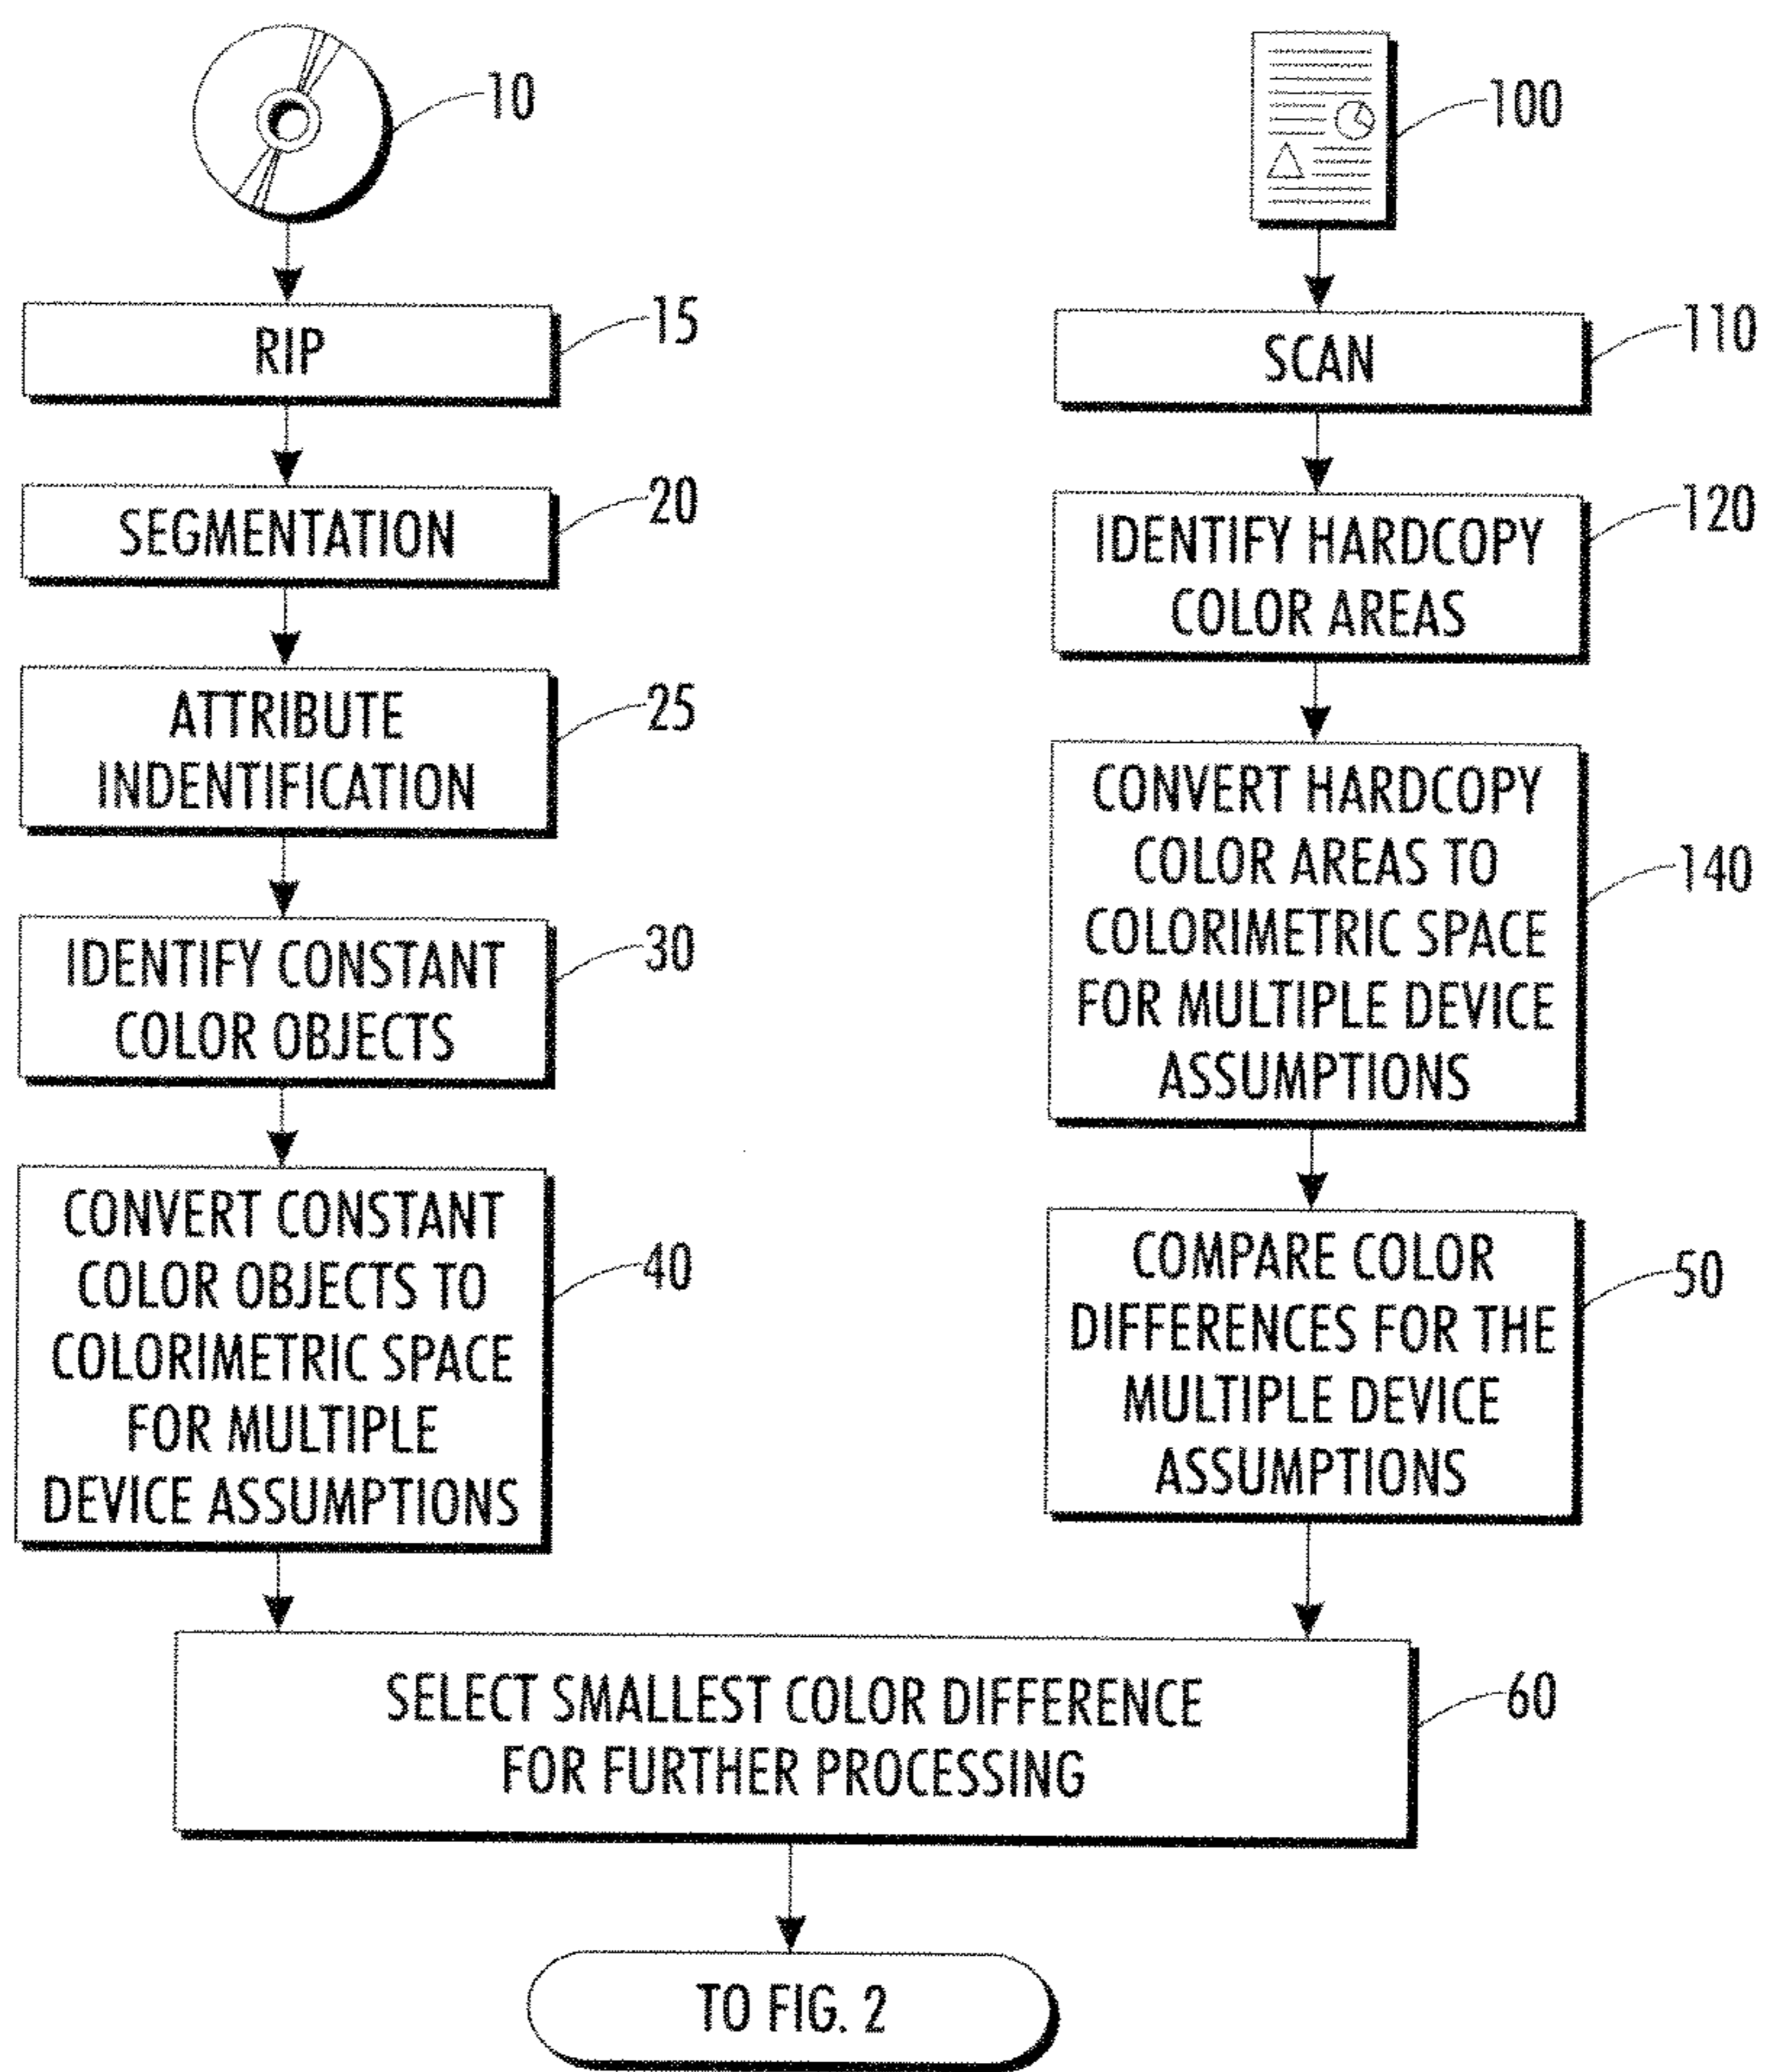 10
RIP
15
SEGMENTATION
20
ATTRIBUTE
INDENTIFICATION
25
IDENTIFY CONSTANT
COLOR OBJECTS
30
CONVERT CONSTANT
COLOR OBJECTS TO
COLORIMETRIC SPACE
FOR MULTIPLE
DEVICE ASSUMPTIONS
40
100
SCAN
110
IDENTIFY HARDCOPY
COLOR AREAS
120
CONVERT HARDCOPY
COLOR AREAS TO
COLORIMETRIC SPACE
FOR MULTIPLE DEVICE
ASSUMPTIONS
140
COMPARE COLOR
DIFFERENCES FOR THE
MULTIPLE DEVICE
ASSUMPTIONS
50
SELECT SMALLEST COLOR DIFFERENCE
FOR FURTHER PROCESSING
60
TO FIG. 2